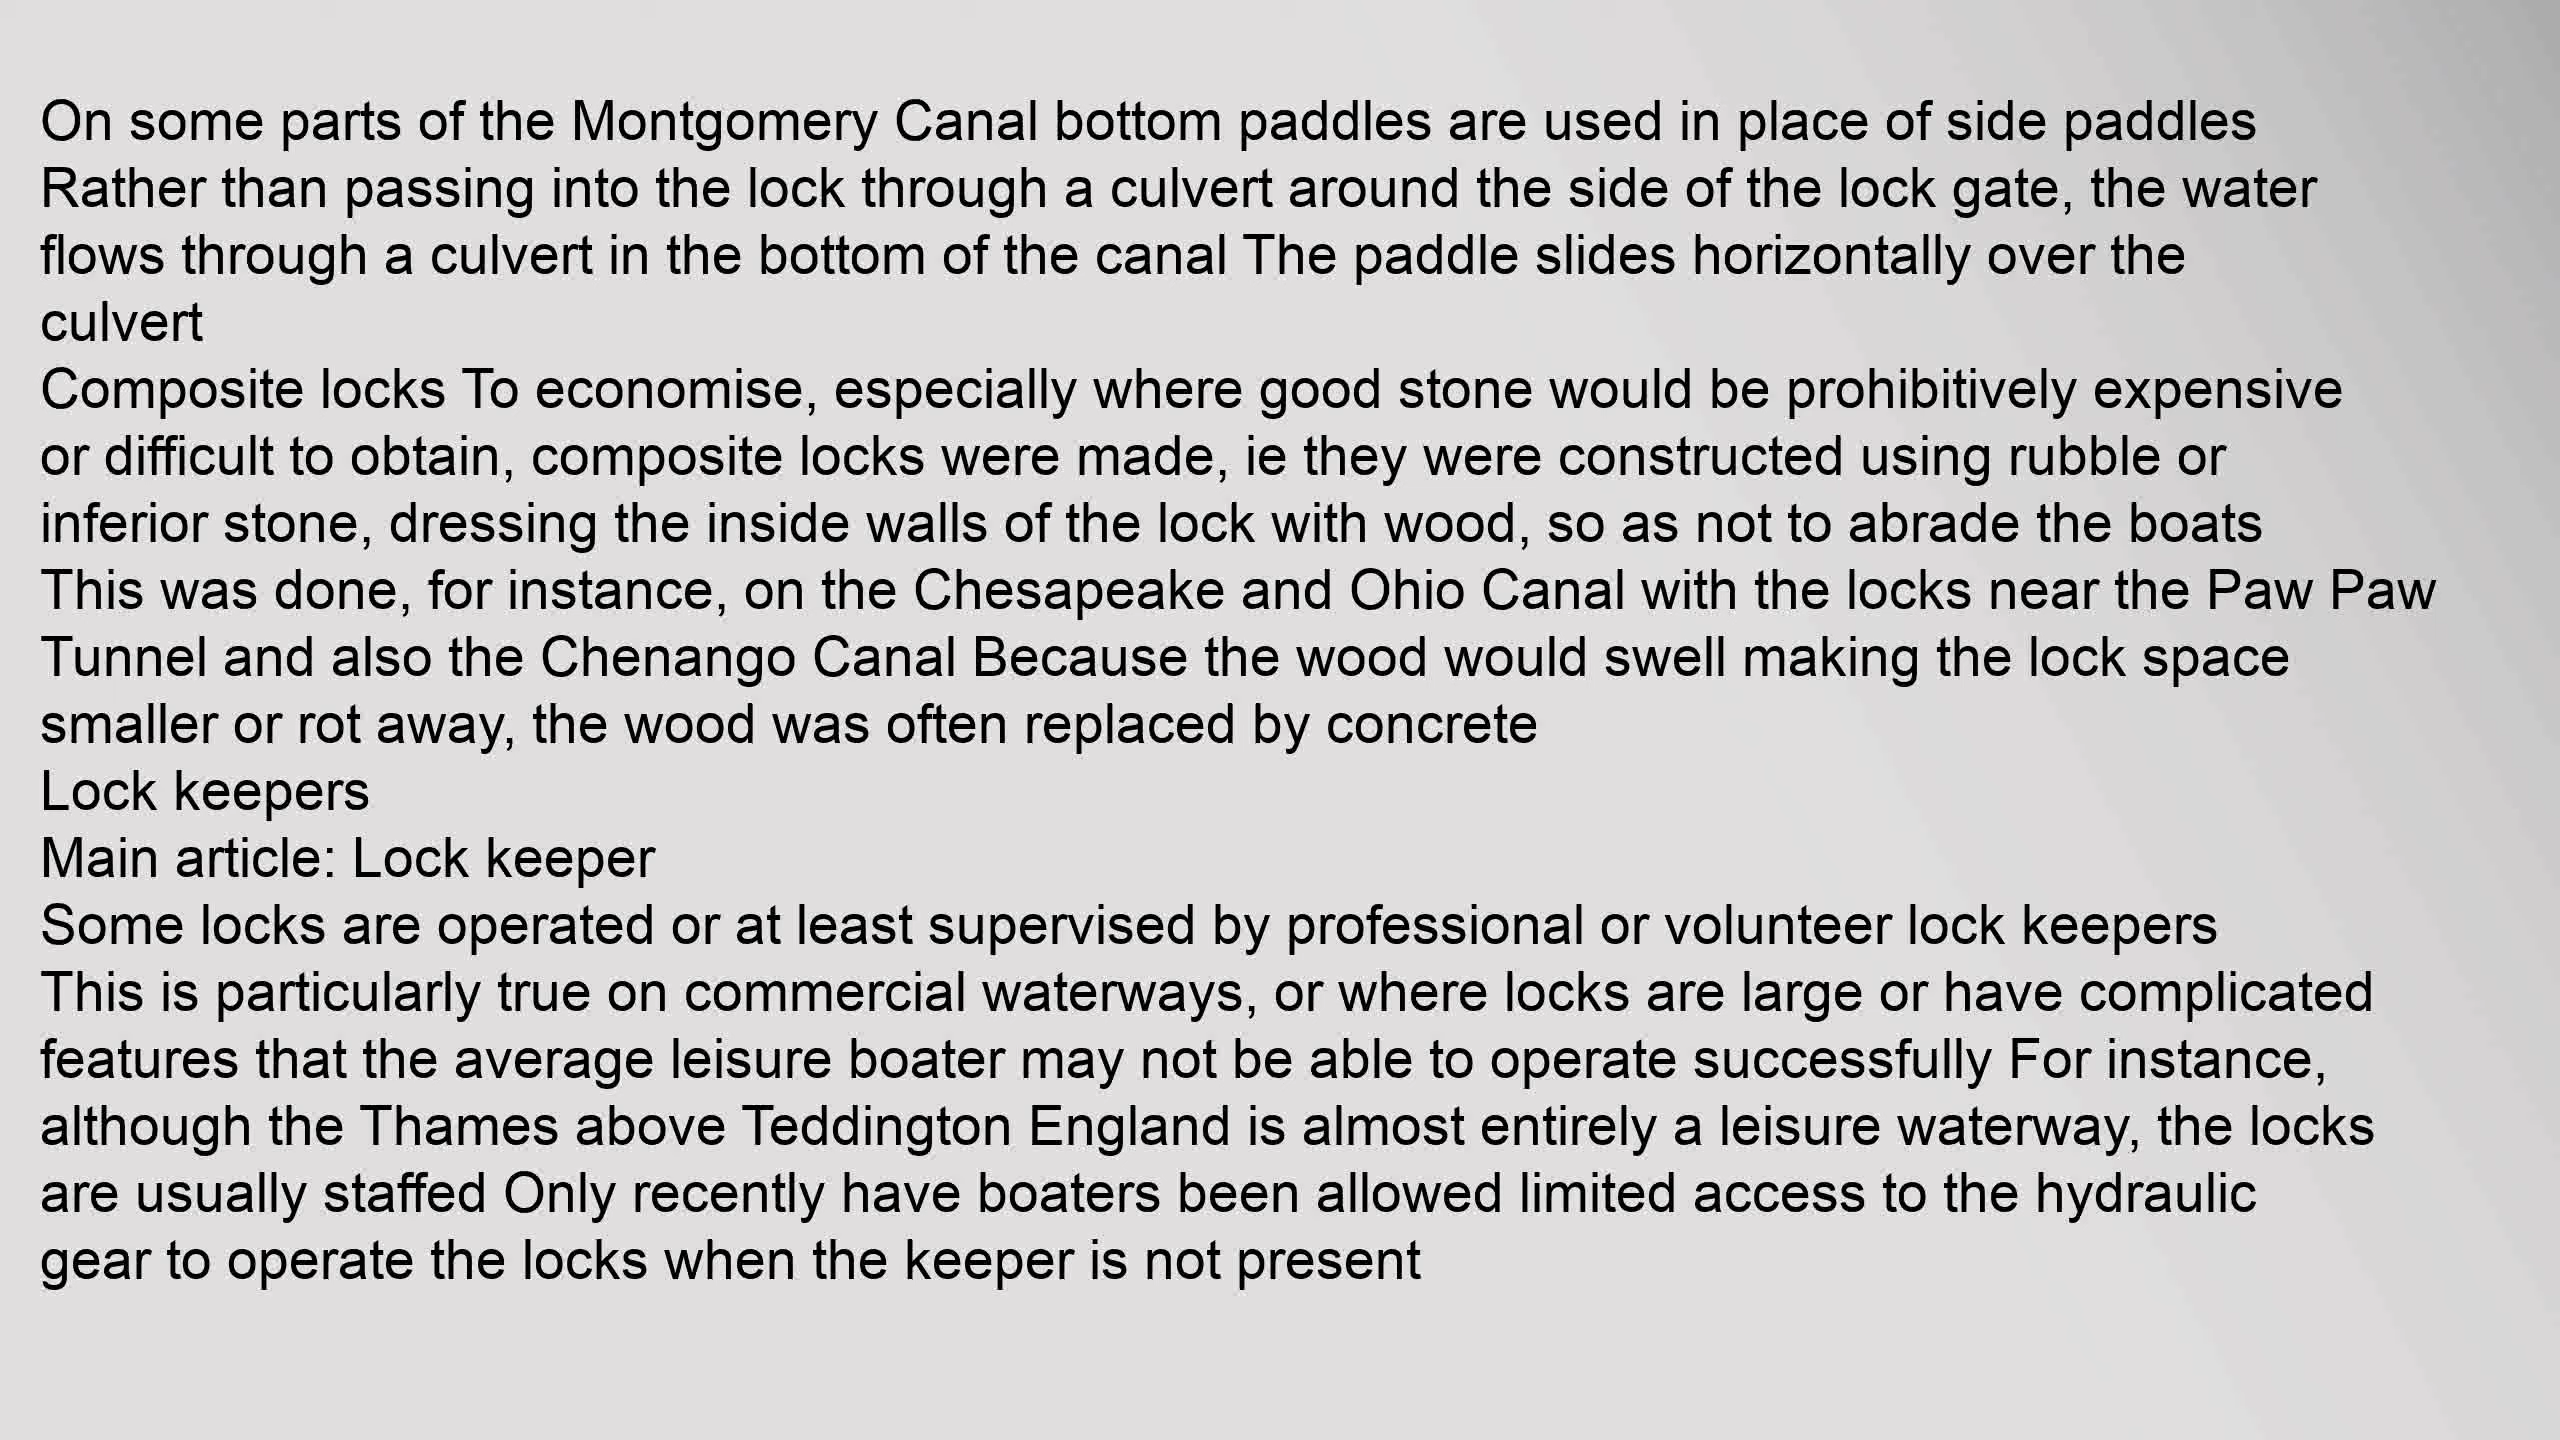 On some parts of the Montgomery Canal bottom paddles are used in place of side paddles
Rather than passing into the lock through a culvert around the side of the lock gate, the water
flows through a culvert in the bottom of the canal The paddle slides horizontally over the
culvert
Composite locks To economise, especially where good stone would be prohibitively expensive
or difficult to obtain, composite locks were made, ie they were constructed using rubble or
inferior stone, dressing the inside walls of the lock with wood, so as not to abrade the boats
This was done, for instance, on the Chesapeake and Ohio Canal with the locks near the Paw Paw
Tunnel and also the Chenango Canal Because the wood would swell making the lock space
smaller or rot away, the wood was often replaced by concrete
Lock keepers
Main article: Lock keeper
Some locks are operated or at least supervised by professional or volunteer lock keepers
This is particularly true on commercial waterways, or where locks are large or have complicated
features that the average leisure boater may not be able to operate successfully For instance,
although the Thames above Teddington England is almost entirely a leisure waterway, the locks
are usually staffed Only recently have boaters been allowed limited access to the hydraulic
gear to operate the locks when the keeper is not present